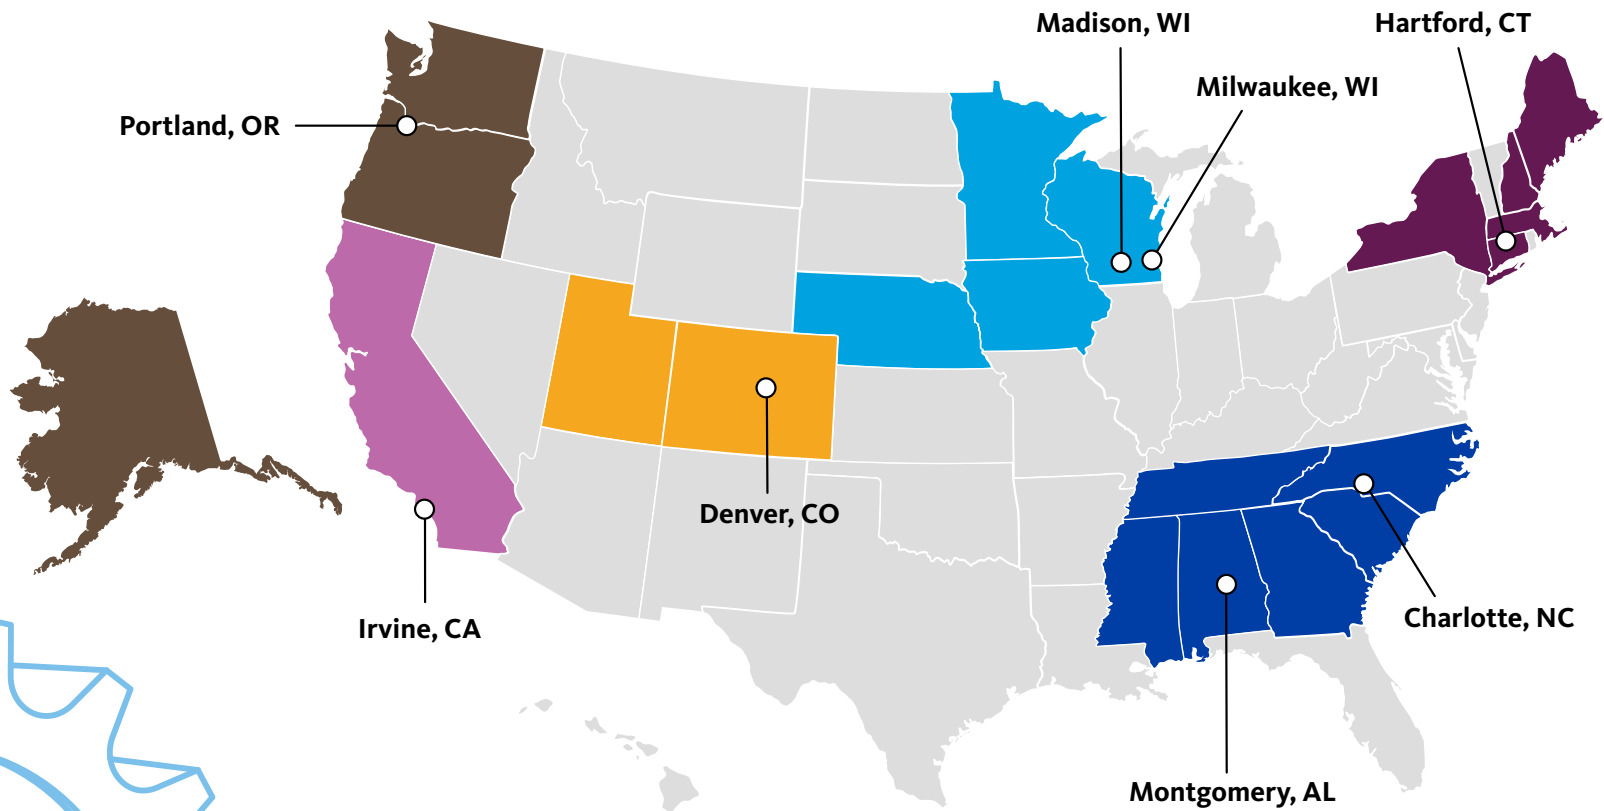 Madison, WI
Hartford, CT
Milwaukee, WI
Portland, OR
Denver, CO
Irvine, CA
Charlotte, NC
Montgomery, AL